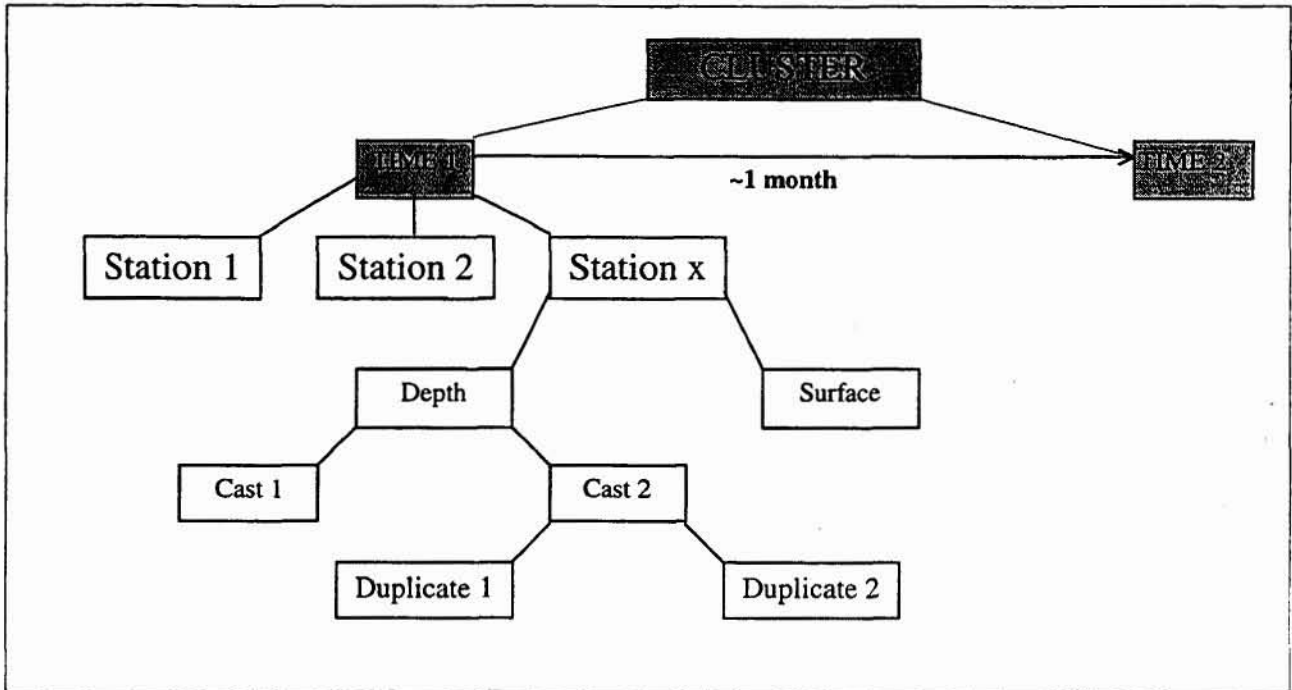 CLUSTER
TIME 1
TIME 2
~1 month
Station 1
Station 2
Station x
Depth
Surface
Cast 1
Cast 2
Duplicate 1
Duplicate 2